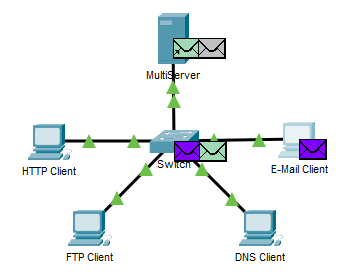 MultiServer
Switch
HTTP Client
E-Mail Client
FTP Client
DNS Client